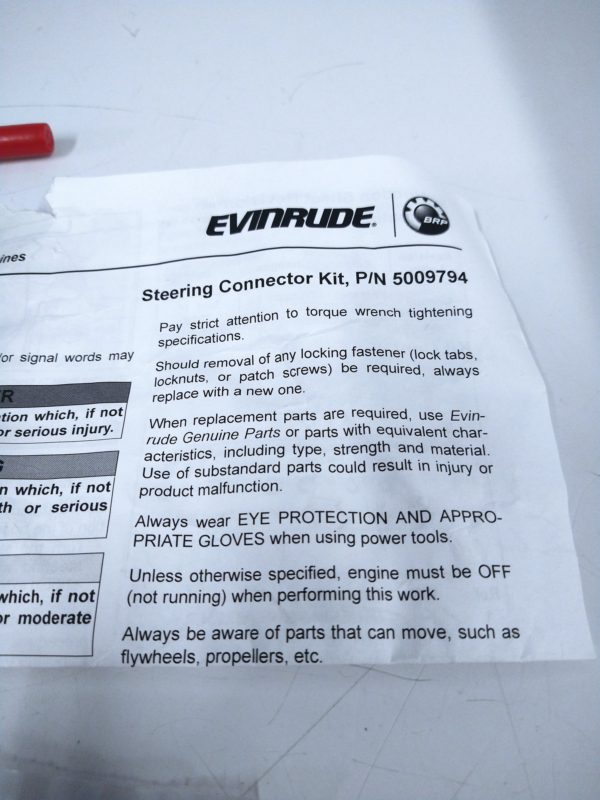 EVINRUDE.
BRP
ines
Steering Connector Kit, P/N 5009794
/or signal words may
R
tion which, if not
or serious injury.
G
n which, if not
th or serious
which, if not
or moderate
Pay strict attention to torque wrench tightening
specifications.
Should removal of any locking fastener (lock tabs,
locknuts, or patch screws) be required, always
replace with a new one.
When replacement parts are required, use Evin-
rude Genuine Parts or parts with equivalent char-
acteristics, including type, strength and material.
Use of substandard parts could result in injury or
product malfunction.
Always wear EYE PROTECTION AND APPRO-
PRIATE GLOVES when using power tools.
Unless otherwise specified, engine must be OFF
(not running) when performing this work.
Always be aware of parts that can move, such as
flywheels, propellers, etc.